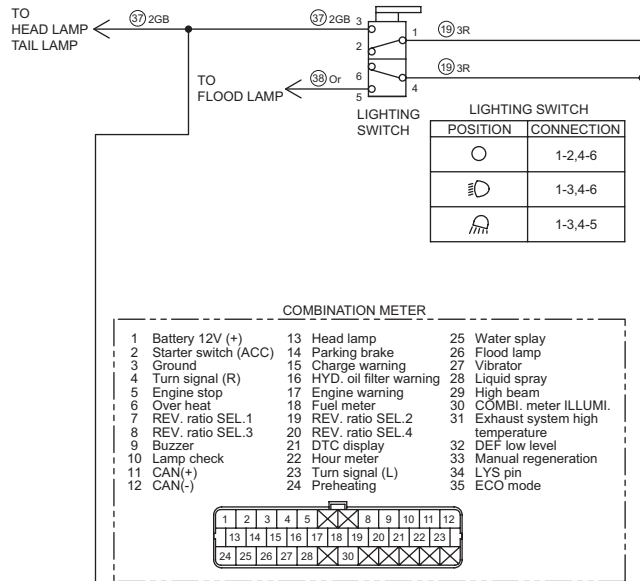 TO
HEAD LAMP
TAIL LAMP
37 2GB
37 2GB
3
1
19 3R
2
6
19 3R
TO
FLOOD LAMP
38 Or
5
4
LIGHTING
SWITCH
LIGHTING SWITCH
POSITION CONNECTION
1-2,4-6
1-3,4-6
1-3,4-5
COMBINATION METER
1 Battery 12V (+)
2 Starter switch (ACC)
3 Ground
4 Turn signal (R)
5 Engine stop
6 Over heat
7 REV. ratio SEL.1
8 REV. ratio SEL.3
9 Buzzer
10 Lamp check
11 CAN(+)
12 CAN(-)
13 Head lamp
14 Parking brake
15 Charge warning
16 HYD. oil filter warning
17 Engine warning
18 Fuel meter
19 REV. ratio SEL.2
20 REV. ratio SEL.4
21 DTC display
22 Hour meter
23 Turn signal (L)
24 Preheating
25 Water splay
26 Flood lamp
27 Vibrator
28 Liquid spray
29 High beam
30 COMBI. meter ILLUMI.
31 Exhaust system high
temperature
32 DEF low level
33 Manual regeneration
34 LYS pin
35 ECO mode
1 2 3 4 5 8 9 10 11 12
13 14 15 16 17 18 19 20 21 22 23
24 25 26 27 28 30